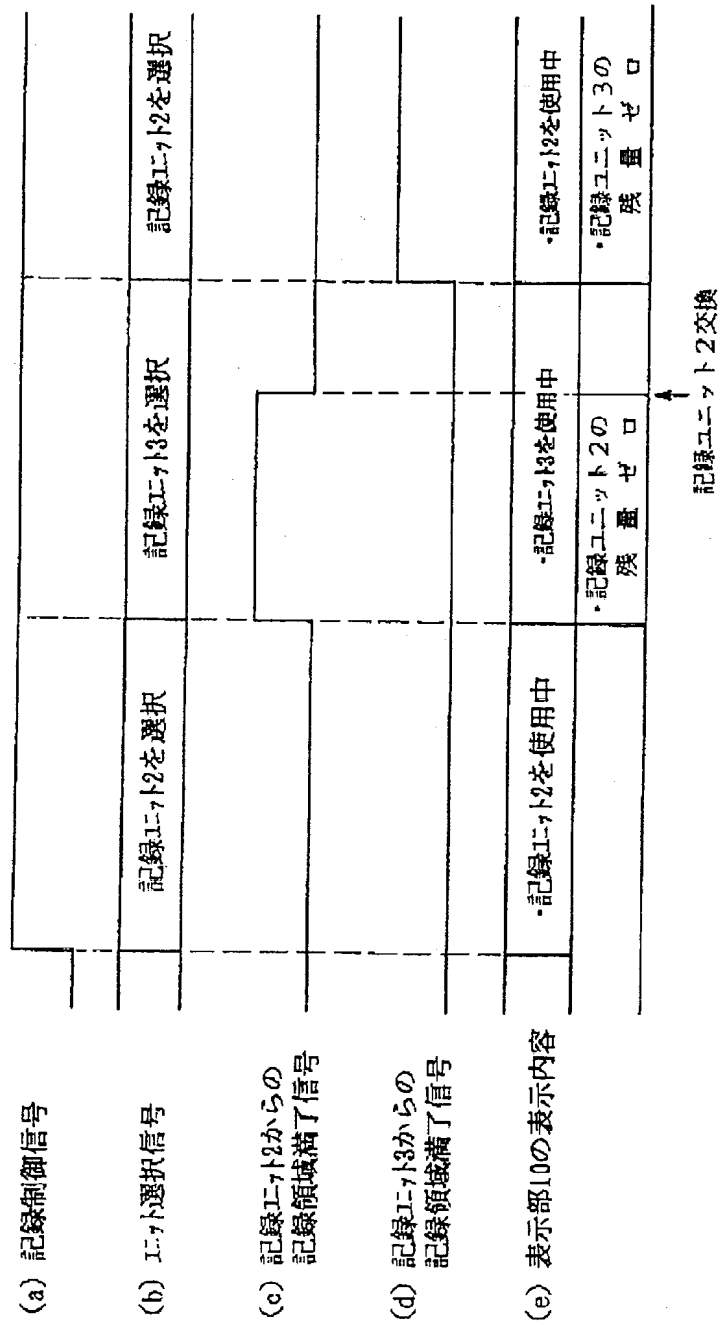 (a) 記録制御信号
(b) ユニット選択信号
記録ユニット2を選択
記録ユニット3を選択
記録ユニット2を選択
(c) 記録ユニット2からの
記録領域満了信号
(d) 記録ユニット3からの
記録領域満了信号
(e) 表示部10の表示内容
・記録ユニット2を使用中
・記録ユニット3を使用中
・記録ユニット2を使用中
・記録ユニット2の
残量ゼロ
・記録ユニット3の
残量ゼロ
記録ユニット2交換